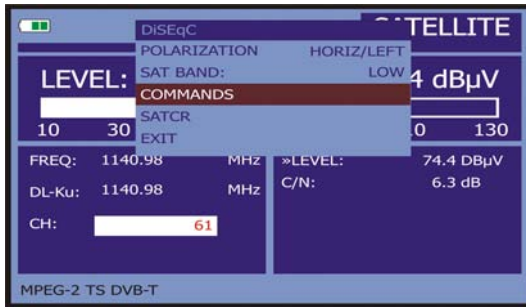 DiSEqC
TELLITE
POLARIZATION HORIZ/LEFT
SAT BAND: LOW
LEVEL: 4 dBµV
COMMANDS
SATCR
EXIT
10 30 0 130
FREQ: 1140.98 MHz
DL-Ku: 1140.98 MHz
CH: 61
»LEVEL: 74.4 DBµV
C/N: 6.3 dB
MPEG-2 TS DVB-T